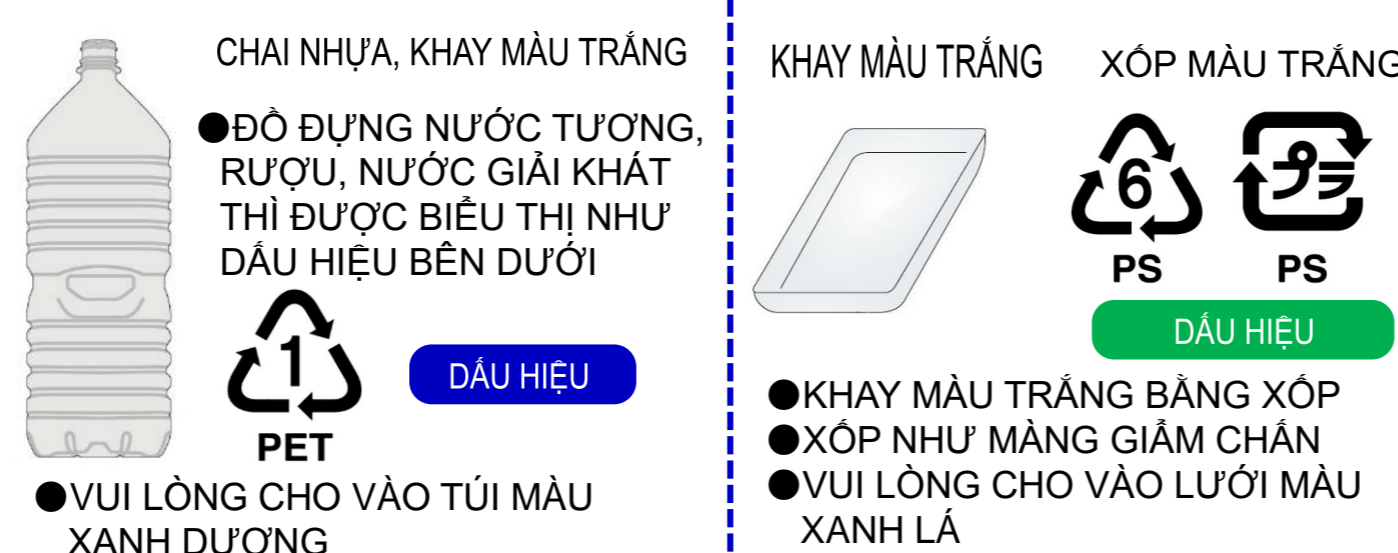 CHAI NHỰA, KHAY MÀU TRẮNG
●ĐỒ ĐỰNG NƯỚC TƯƠNG,
RƯỢU, NƯỚC GIẢI KHÁT
THÌ ĐƯỢC BIỂU THỊ NHƯ
DẤU HIỆU BÊN DƯỚI
1
PET
DẤU HIỆU
●VUI LÒNG CHO VÀO TÚI MÀU
XANH DƯƠNG
KHAY MÀU TRẮNG
XỐP MÀU TRẮNG
6
PS
プラ
PS
DẤU HIỆU
●KHAY MÀU TRẮNG BẰNG XỐP
●XỐP NHƯ MÀNG GIẢM CHẤN
●VUI LÒNG CHO VÀO LƯỚI MÀU
XANH LÁ